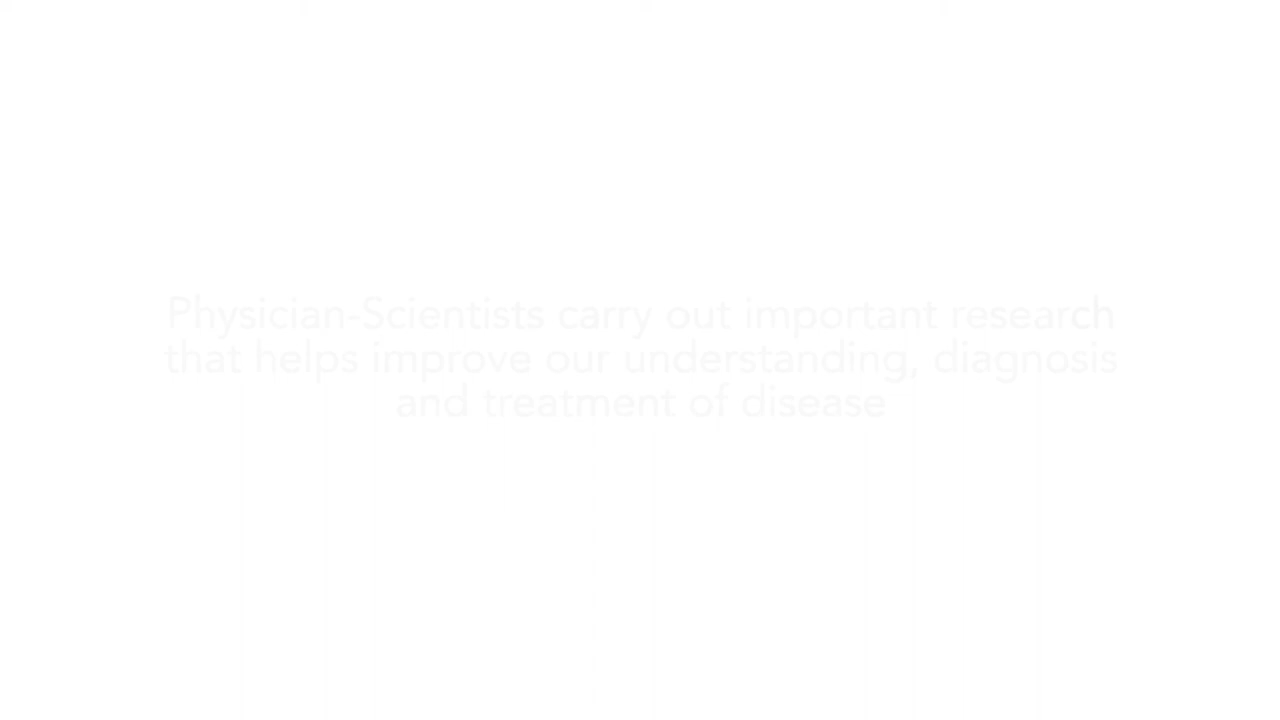 Physician-Scientists carry out important research
that helps improve our understanding, diagnosis
and treatment of disease